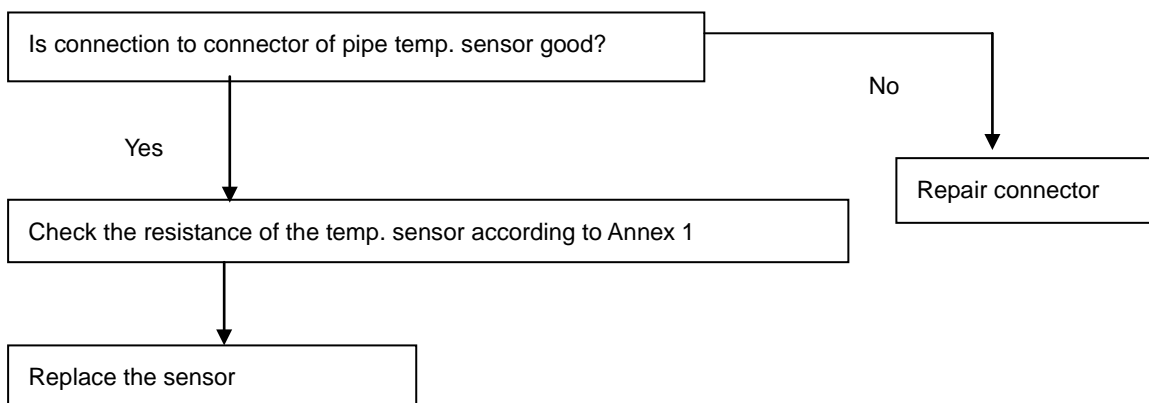 Is connection to connector of pipe temp. sensor good?
No
Yes
Repair connector
Check the resistance of the temp. sensor according to Annex 1
Replace the sensor